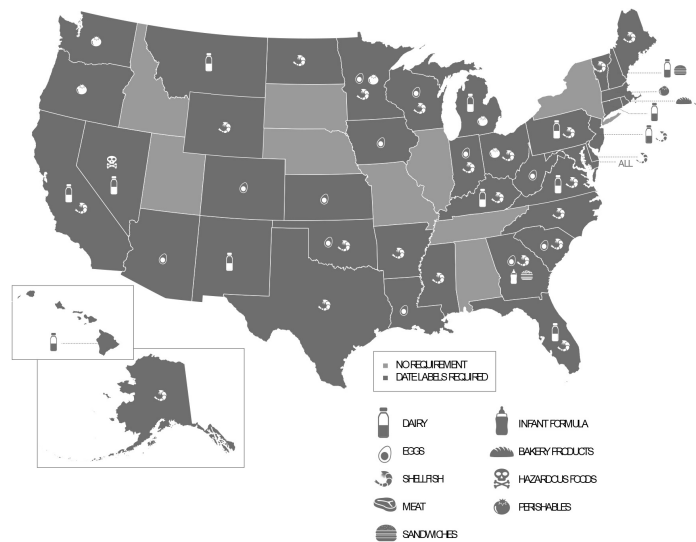 ALL
NO REQUIREMENT
DATE LABELS REQUIRED
DAIRY
INFANT FORMULA
EGGS
BAKERY PRODUCTS
SHELLFISH
HAZARDOUS FOODS
MEAT
PERISHABLES
SANDWICHES